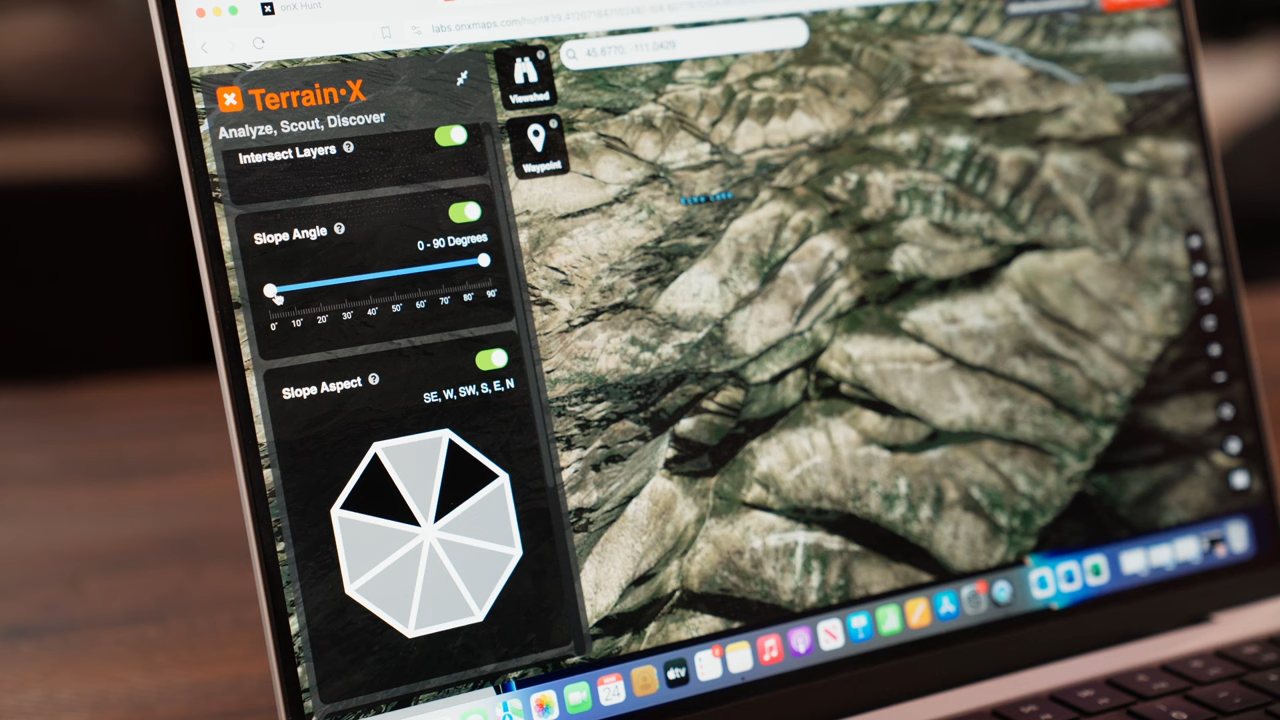 onX Hunt
labs.onxmaps.com/hunt
45.6770, -111.0429
Terrain·X
Analyze, Scout, Discover
Viewshed
Waypoint
Intersect Layers ?
Slope Angle ?
0 - 90 Degrees
0° 10° 20° 30° 40° 50° 60° 70° 80° 90°
Slope Aspect ?
SE, W, SW, S, E, N
tv
24